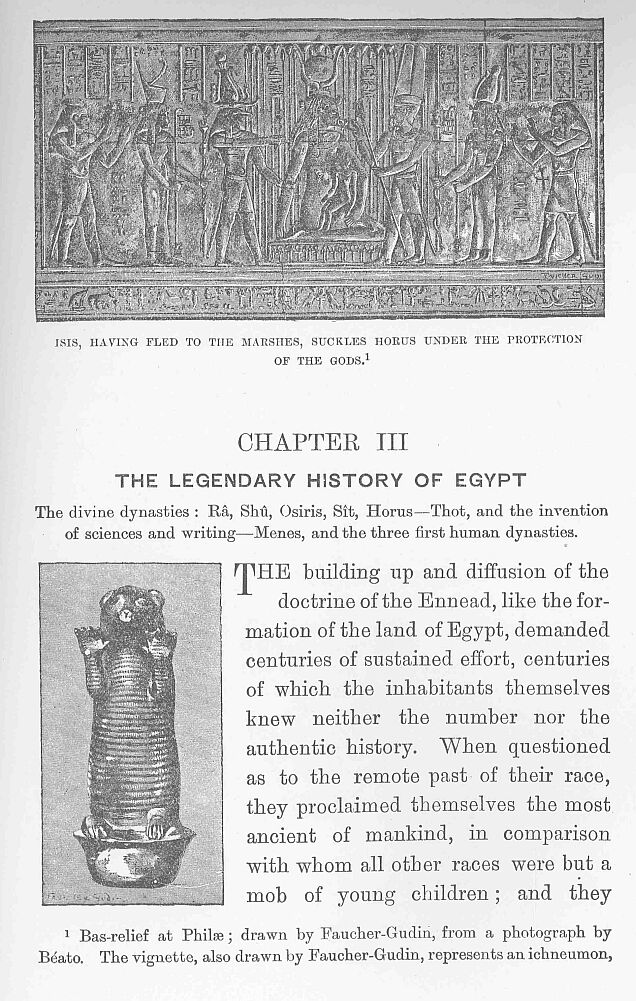 ISIS, HAVING FLED TO THE MARSHES, SUCKLES HORUS UNDER THE PROTECTION
OF THE GODS.¹
CHAPTER III
THE LEGENDARY HISTORY OF EGYPT
The divine dynasties : Râ, Shû, Osiris, Sît, Horus—Thot, and the invention
of sciences and writing—Menes, and the three first human dynasties.
THE building up and diffusion of the
doctrine of the Ennead, like the for-
mation of the land of Egypt, demanded
centuries of sustained effort, centuries
of which the inhabitants themselves
knew neither the number nor the
authentic history. When questioned
as to the remote past of their race,
they proclaimed themselves the most
ancient of mankind, in comparison
with whom all other races were but a
mob of young children ; and they
¹ Bas-relief at Philæ ; drawn by Faucher-Gudin, from a photograph by
Béato. The vignette, also drawn by Faucher-Gudin, represents an ichneumon,